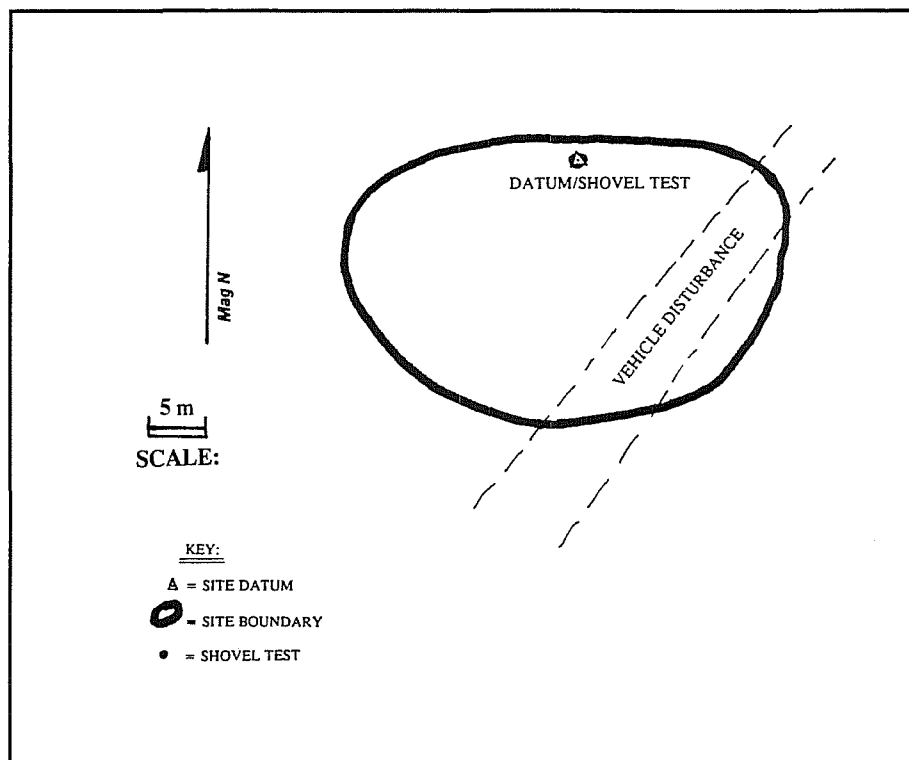 DATUM/SHOVEL TEST
VEHICLE DISTURBANCE
Mag N
5 m
SCALE:
KEY:
= SITE DATUM
= SITE BOUNDARY
= SHOVEL TEST